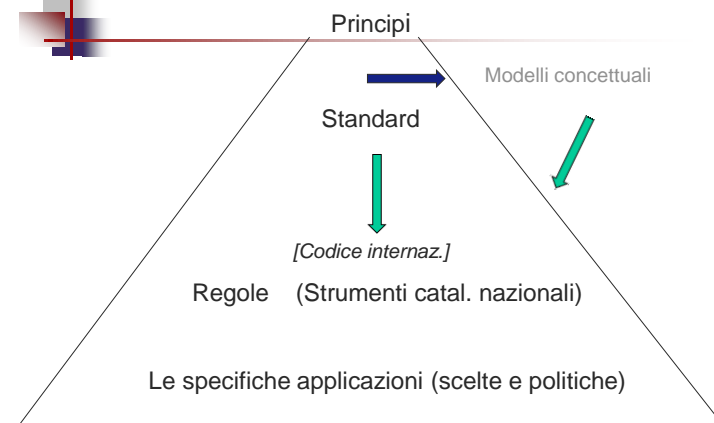 Principi
Modelli concettuali
Standard
[Codice internaz.]
Regole (Strumenti catal. nazionali)
Le specifiche applicazioni (scelte e politiche)